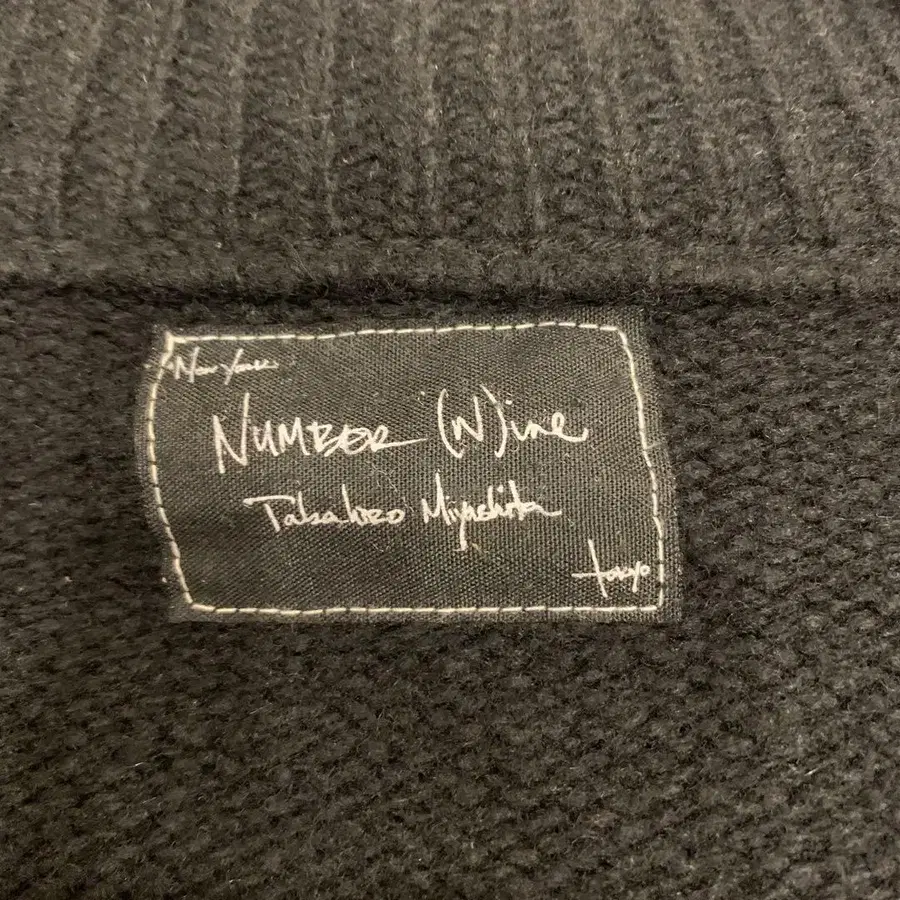 New York
NUMBER (N)ine
Takahiro Miyashita
tokyo